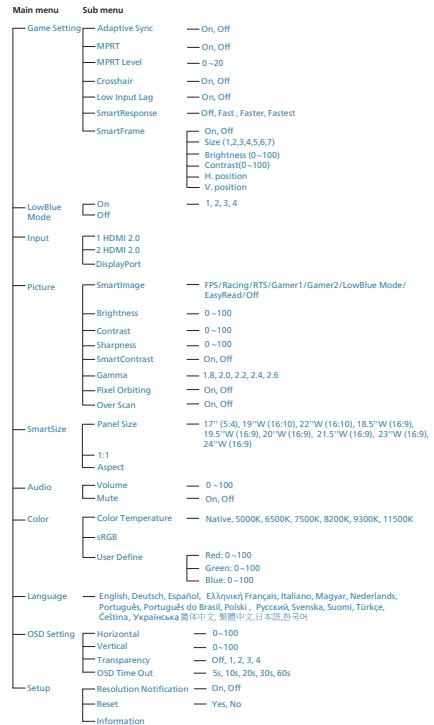 Main menu Sub menu
Game Setting Adaptive Sync On, Off
MPRT On, Off
MPRT Level 0~20
Crosshair On, Off
Low Input Lag On, Off
SmartResponse Off, Fast , Faster, Fastest
SmartFrame On, Off
Size (1,2,3,4,5,6,7)
Brightness (0~100)
Contrast(0~100)
H. position
V. position
LowBlue Mode
On 1, 2, 3, 4
Off
Input 1 HDMI 2.0
2 HDMI 2.0
DisplayPort
Picture SmartImage FPS/Racing/RTS/Gamer1/Gamer2/LowBlue Mode/
EasyRead/Off
Brightness 0~100
Contrast 0~100
Sharpness 0~100
SmartContrast On, Off
Gamma 1.8, 2.0, 2.2, 2.4, 2.6
Pixel Orbiting On, Off
Over Scan On, Off
SmartSize Panel Size 17'' (5:4), 19''W (16:10), 22''W (16:10), 18.5''W (16:9),
19.5''W (16:9), 20''W (16:9), 21.5''W (16:9), 23''W (16:9),
24''W (16:9)
1:1
Aspect
Audio Volume 0~100
Mute On, Off
Color Color Temperature Native, 5000K, 6500K, 7500K, 8200K, 9300K, 11500K
sRGB
User Define Red: 0~100
Green: 0~100
Blue: 0~100
Language English, Deutsch, Español, Ελληνική Français, Italiano, Magyar, Nederlands,
Português, Português do Brasil, Polski , Русский, Svenska, Suomi, Türkçe,
Čeština , Українська 简体中文, 繁體中文,日本語,한국어
OSD Setting Horizontal 0~100
Vertical 0~100
Transparency Off, 1, 2, 3, 4
OSD Time Out 5s, 10s, 20s, 30s, 60s
Setup Resolution Notification On, Off
Reset Yes, No
Information